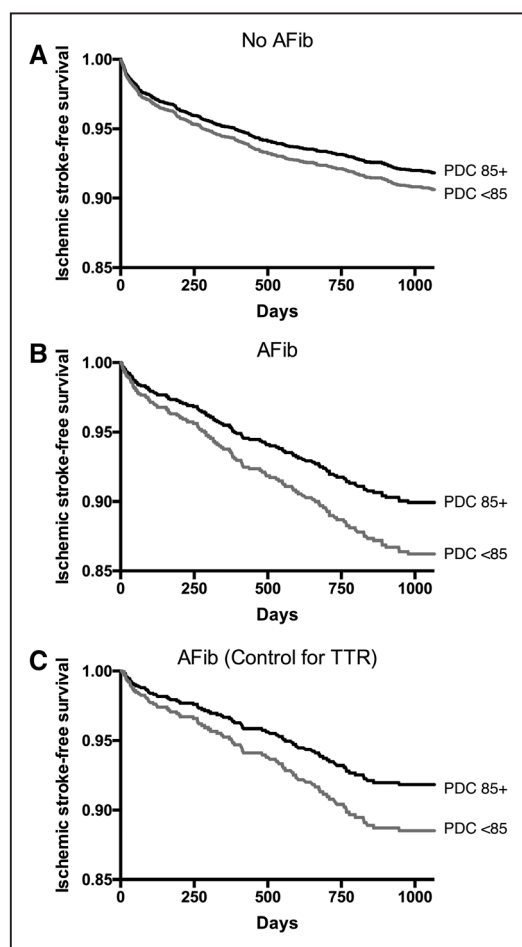 A
No AFib
Ischemic stroke-free survival
1.00
0.95
0.90
0.85
PDC 85+
PDC <85
0 250 500 750 1000
Days
B
AFib
Ischemic stroke-free survival
1.00
0.95
0.90
0.85
PDC 85+
PDC <85
0 250 500 750 1000
Days
C
AFib (Control for TTR)
Ischemic stroke-free survival
1.00
0.95
0.90
0.85
PDC 85+
PDC <85
0 250 500 750 1000
Days